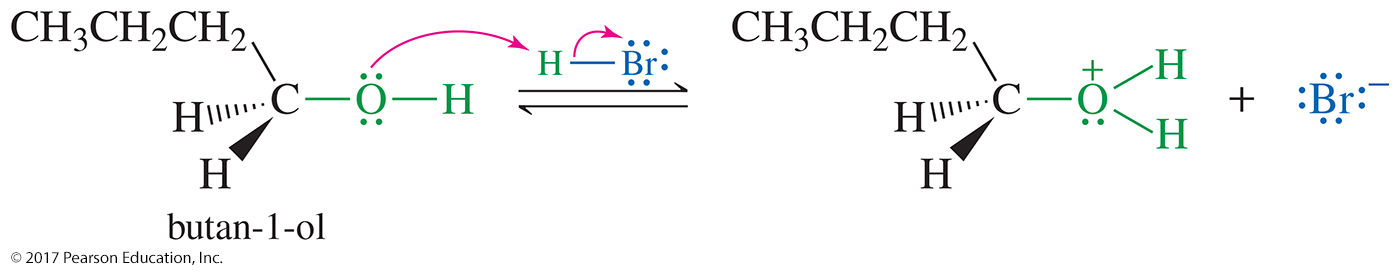 CH₃CH₂CH₂ H—Br: CH₃CH₂CH₂
H C—O—H H C—O⁺ H H + :Br:⁻
H H
butan-1-ol
© 2017 Pearson Education, Inc.